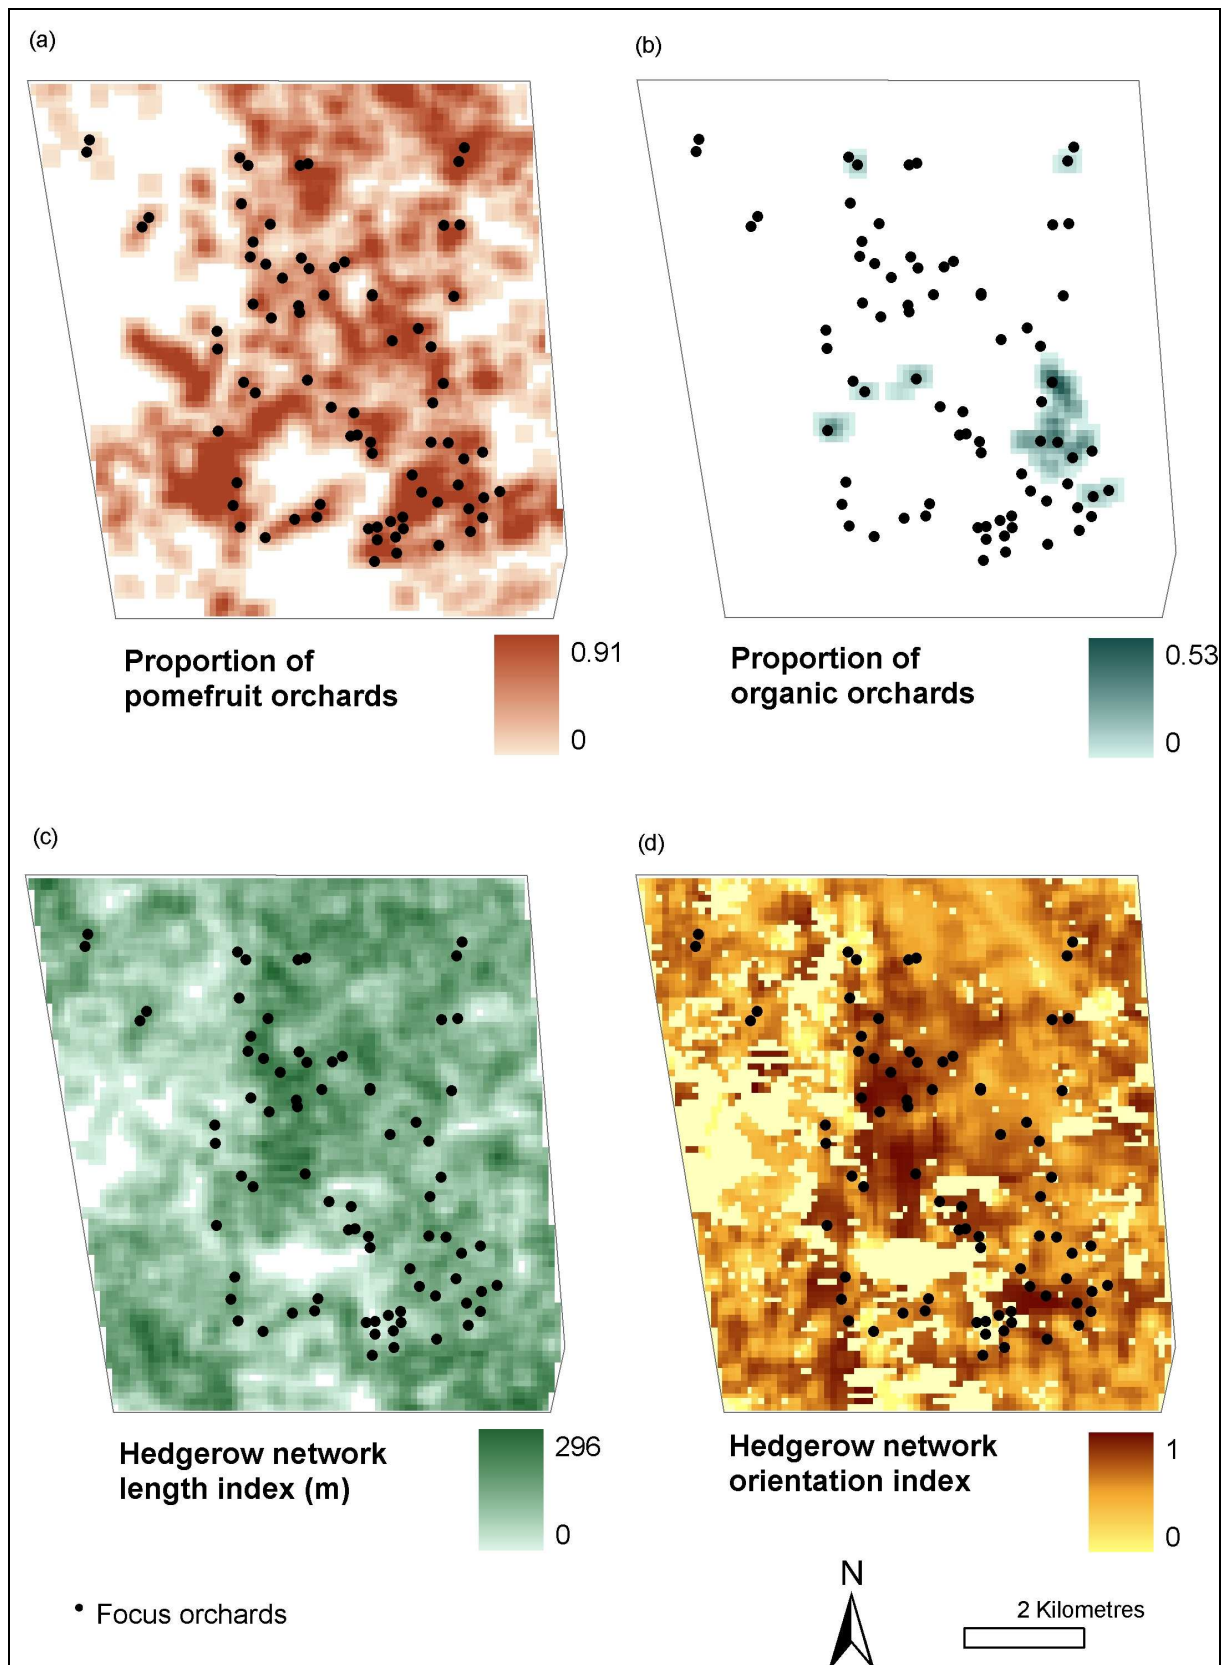 (a)
(b)
Proportion of
pomefruit orchards
0.91
0
Proportion of
organic orchards
0.53
0
(c)
(d)
Hedgerow network
length index (m)
296
0
Hedgerow network
orientation index
1
0
Focus orchards
N
2 Kilometres